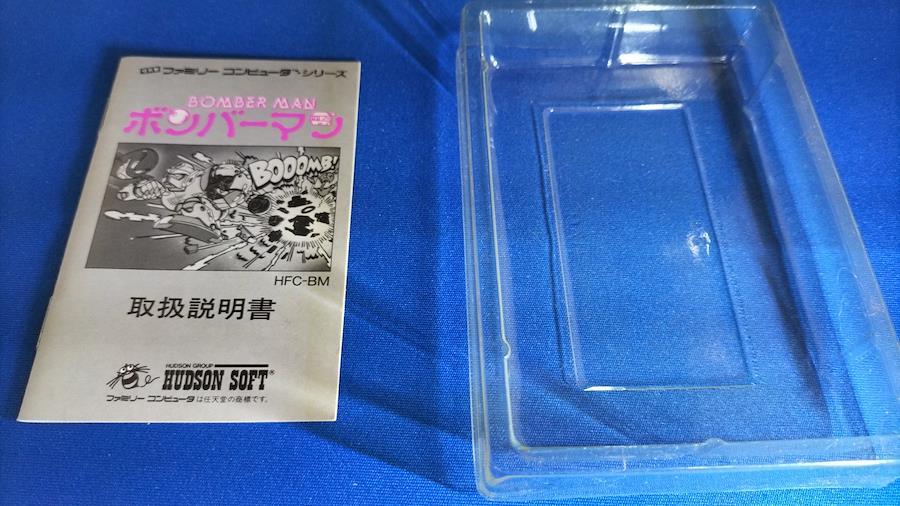 ファミリー コンピュータ™ シリーズ
BOMBER MAN
ボンバーマン
BOOOMB!
HFC-BM
取扱説明書
HUDSON GROUP
HUDSON SOFT®
ファミリー コンピュータは任天堂の商標です。